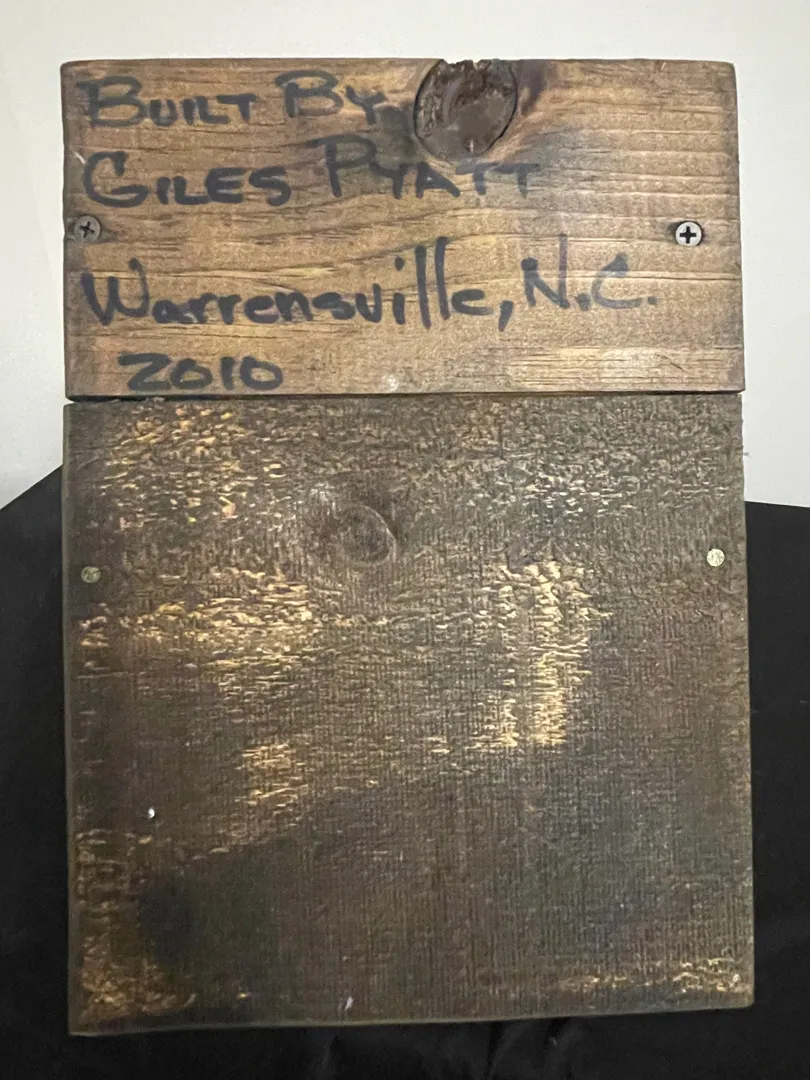 BUILT BY
GILES PYATT
Warrensville, N.C.
2010